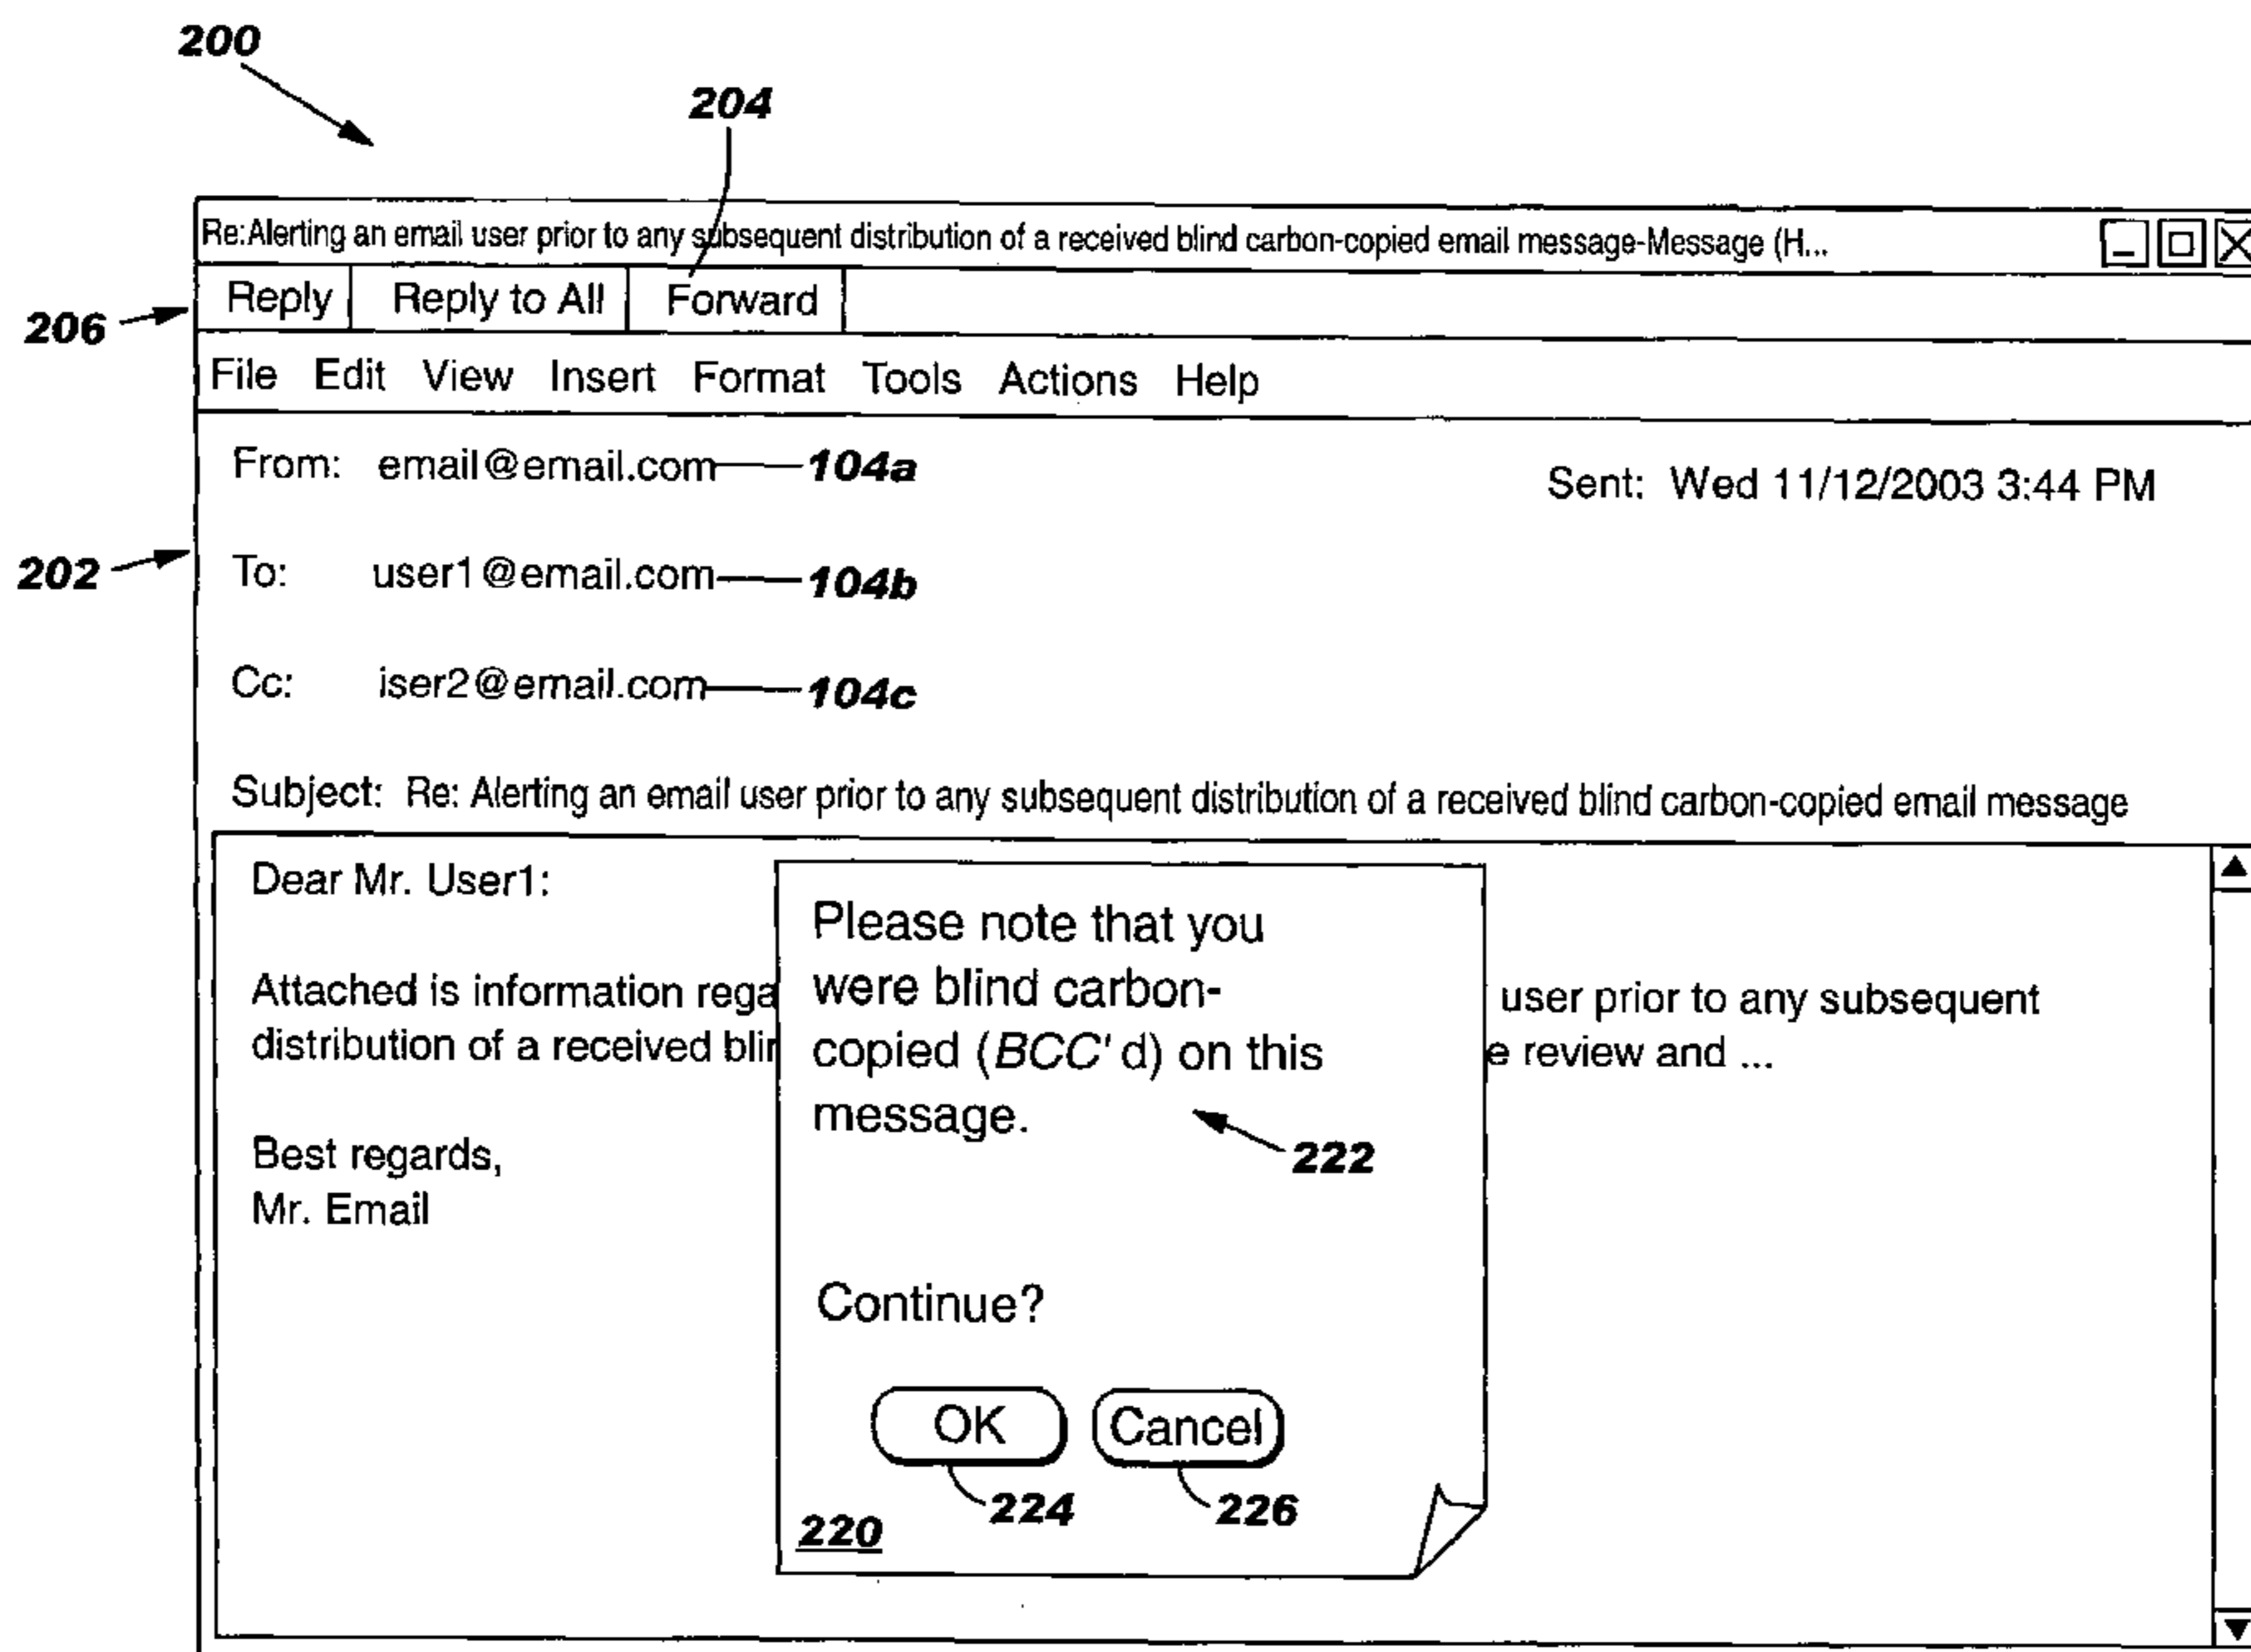 200
204
Re:Alerting an email user prior to any subsequent distribution of a received blind carbon-copied email message-Message (H...
Reply Reply to All Forward
206
File Edit View Insert Format Tools Actions Help
From: email@email.com 104a
Sent: Wed 11/12/2003 3:44 PM
202
To: user1@email.com 104b
Cc: iser2@email.com 104c
Subject: Re: Alerting an email user prior to any subsequent distribution of a received blind carbon-copied email message
Dear Mr. User1:
Attached is information rega user prior to any subsequent
distribution of a received blin e review and ...
Best regards,
Mr. Email
Please note that you
were blind carbon-
copied (BCC'd) on this
message.
222
Continue?
OK Cancel
224 226
220